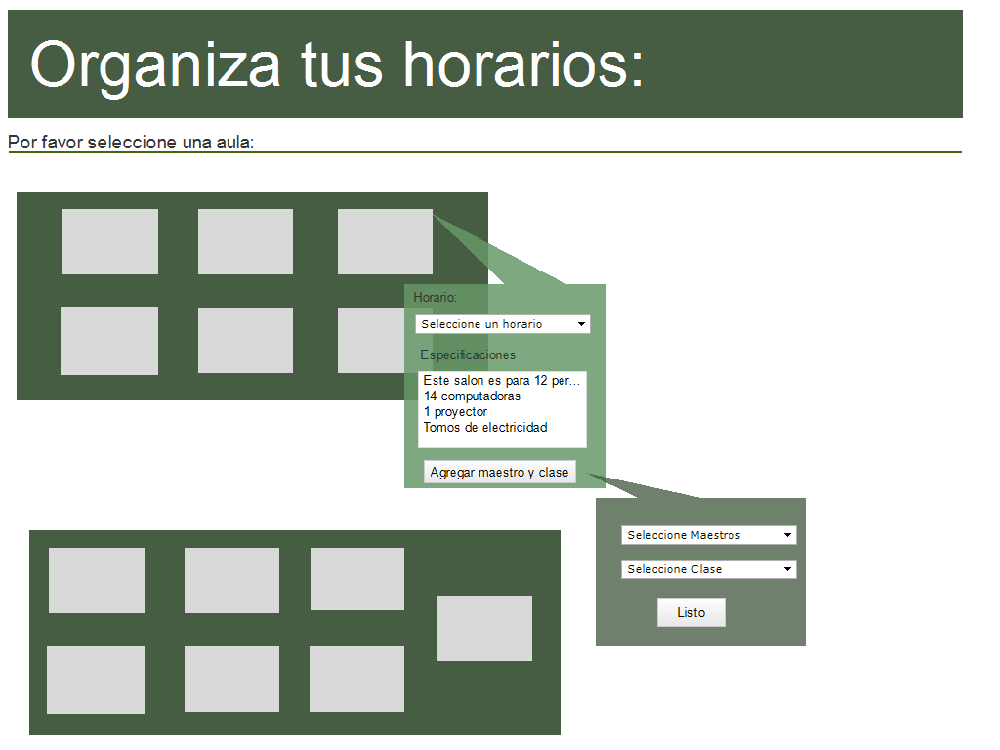 Organiza tus horarios:
Por favor seleccione una aula:
Horario:
Seleccione un horario
Especificaciones
Este salon es para 12 per...
14 computadoras
1 proyector
Tomos de electricidad
Agregar maestro y clase
Seleccione Maestros
Seleccione Clase
Listo